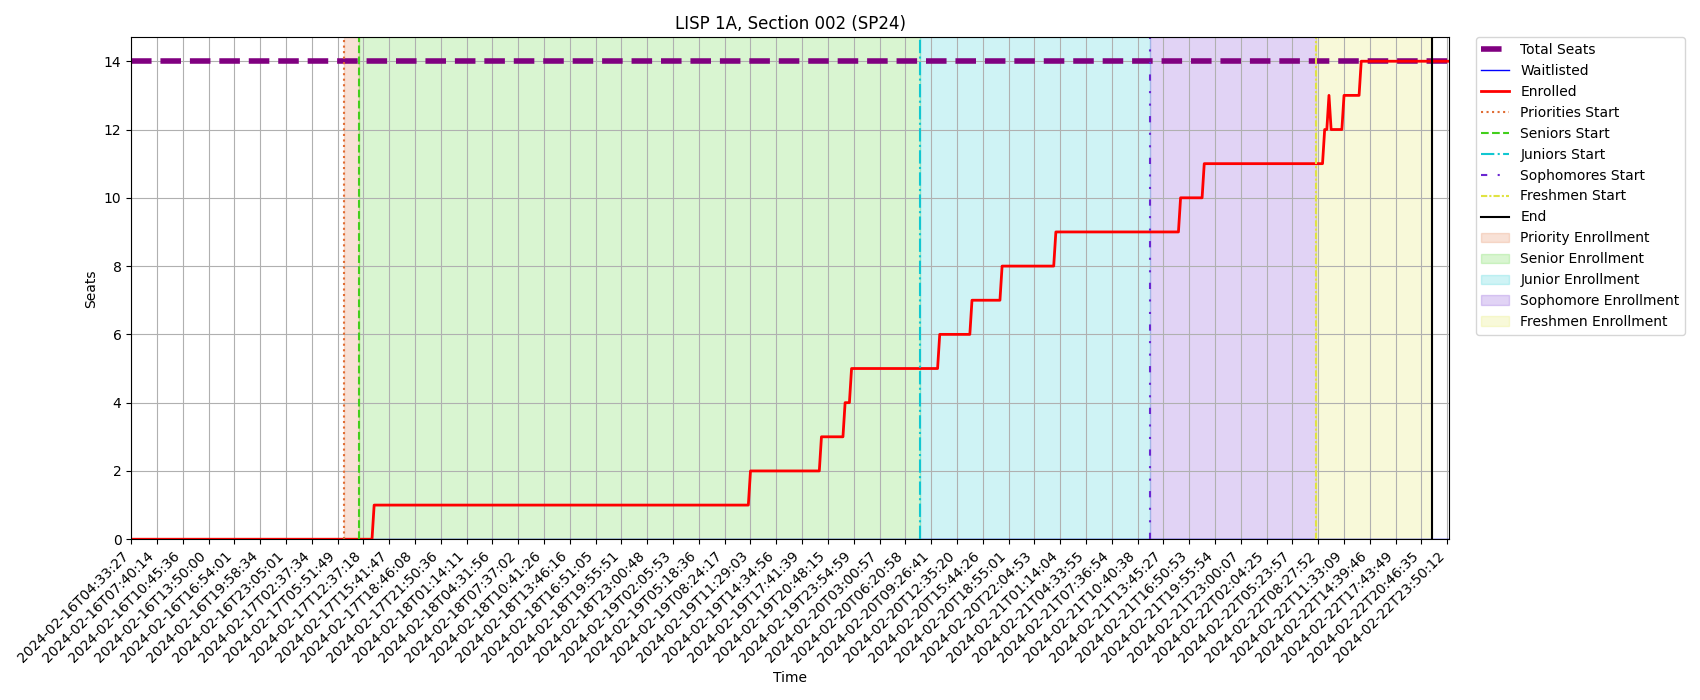 LISP 1A, Section 002 (SP24)
Seats
14
12
10
8
6
4
2
0
2024-02-16T04:33:27
2024-02-16T07:40:14
2024-02-16T10:45:36
2024-02-16T13:50:00
2024-02-16T16:54:01
2024-02-16T19:58:34
2024-02-16T23:05:01
2024-02-17T02:37:34
2024-02-17T05:51:49
2024-02-17T12:37:18
2024-02-17T15:41:47
2024-02-17T18:46:08
2024-02-17T21:50:36
2024-02-18T01:14:11
2024-02-18T04:31:56
2024-02-18T07:37:02
2024-02-18T10:41:26
2024-02-18T13:46:16
2024-02-18T16:51:05
2024-02-18T19:55:51
2024-02-18T23:00:48
2024-02-19T02:05:53
2024-02-19T05:18:36
2024-02-19T08:24:17
2024-02-19T11:29:03
2024-02-19T14:34:56
2024-02-19T17:41:39
2024-02-19T20:48:15
2024-02-19T23:54:59
2024-02-20T03:00:57
2024-02-20T06:20:58
2024-02-20T09:26:41
2024-02-20T12:35:20
2024-02-20T15:44:26
2024-02-20T18:55:01
2024-02-20T22:04:53
2024-02-21T01:14:04
2024-02-21T04:33:55
2024-02-21T07:36:54
2024-02-21T10:40:38
2024-02-21T13:45:27
2024-02-21T16:50:53
2024-02-21T19:55:54
2024-02-21T23:00:07
2024-02-22T02:04:25
2024-02-22T05:23:57
2024-02-22T08:27:52
2024-02-22T11:33:09
2024-02-22T14:39:46
2024-02-22T17:43:49
2024-02-22T20:46:35
2024-02-22T23:50:12
Time
Total Seats
Waitlisted
Enrolled
Priorities Start
Seniors Start
Juniors Start
Sophomores Start
Freshmen Start
End
Priority Enrollment
Senior Enrollment
Junior Enrollment
Sophomore Enrollment
Freshmen Enrollment